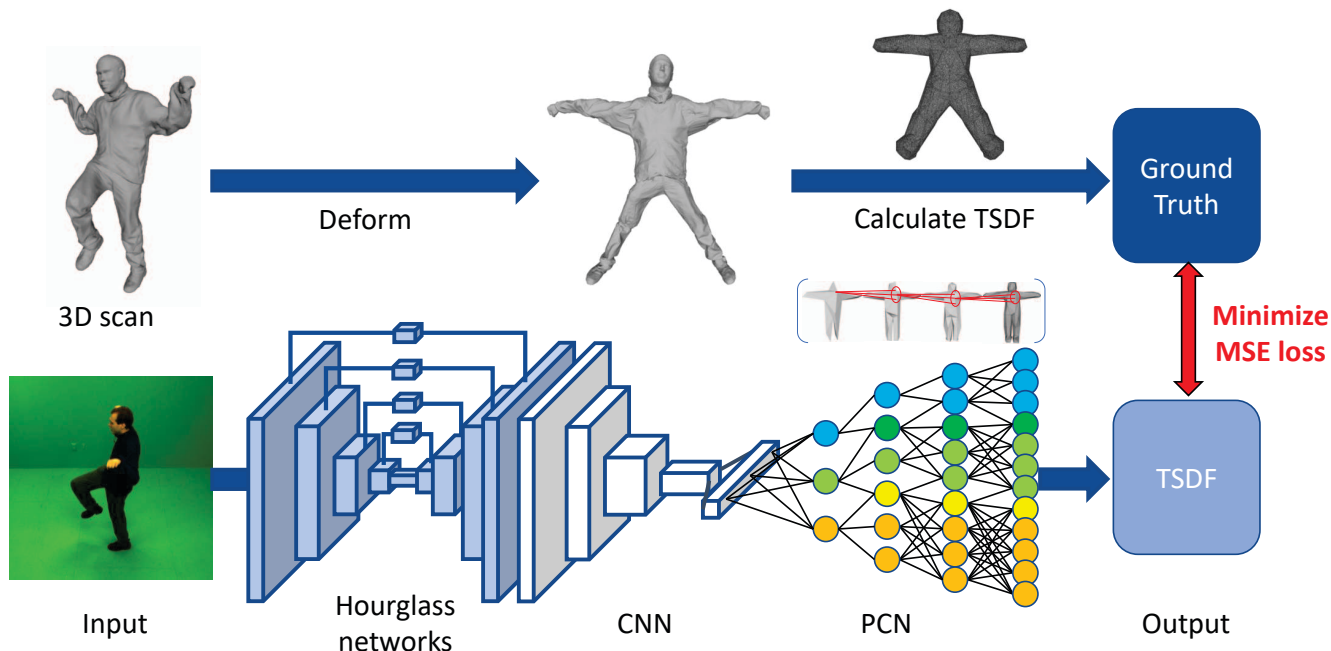 Ground
Truth
Deform
Calculate TSDF
3D scan
Minimize
MSE loss
TSDF
Input
Hourglass
networks
CNN
PCN
Output